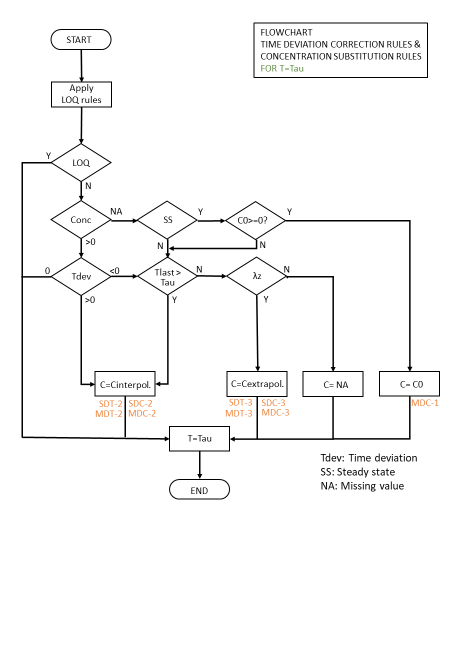 START
FLOWCHART
TIME DEVIATION CORRECTION RULES &
CONCENTRATION SUBSTITUTION RULES
FOR T=Tau
Apply
LOQ rules
Y
LOQ
N
Conc
NA
SS
Y
C0>=0?
Y
>0
N
N
0
Tdev
<0
Tlast >
Tau
N
λz
N
>0
Y
Y
C=Cinterpol.
C=Cextrapol.
C= NA
C= C0
SDT-2
SDC-2
MDT-2
MDC-2
SDT-3
SDC-3
MDT-3
MDC-3
MDC-1
T=Tau
Tdev: Time deviation
SS: Steady state
NA: Missing value
END